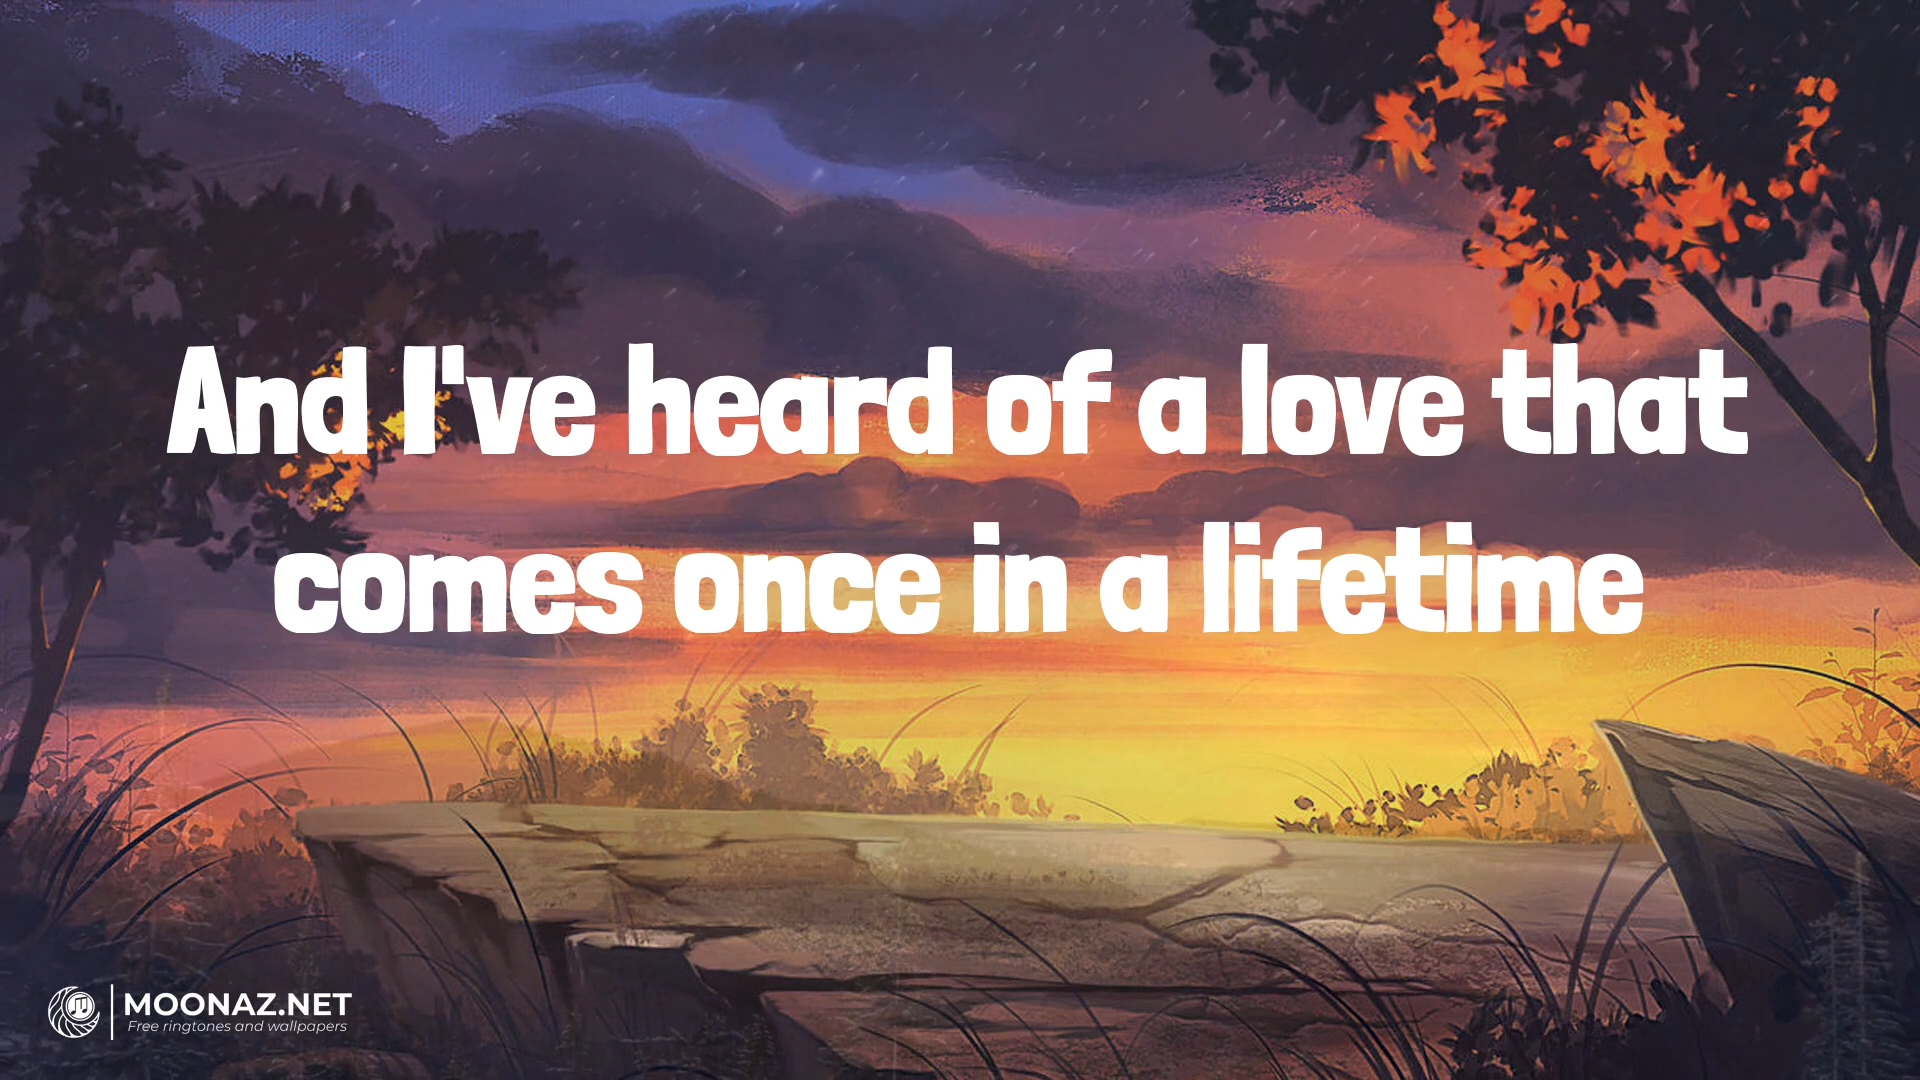 And I've heard of a love that
comes once in a lifetime
MOONAZ.NET
Free ringtones and wallpapers